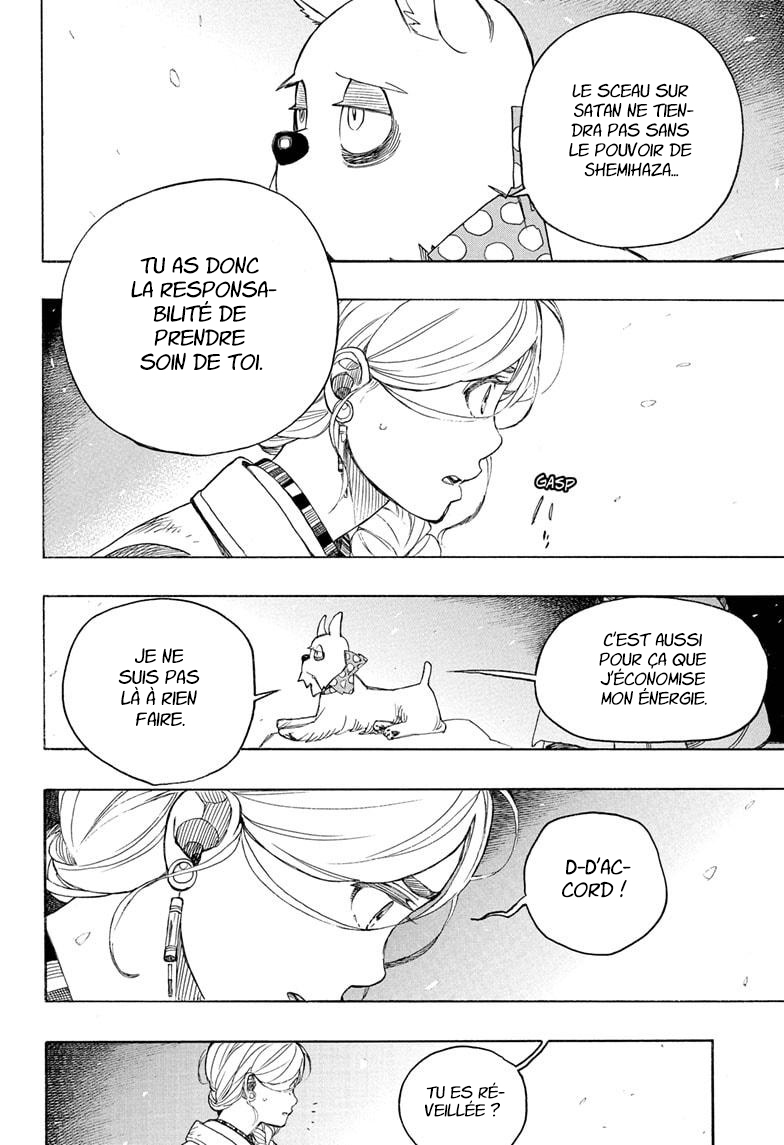 LE SCEAU SUR
SATAN NE TIEN-
DRA PAS SANS
LE POUVOIR DE
SHEMIHAZA...
TU AS DONC
LA RESPONSA-
BILITÉ DE
PRENDRE
SOIN DE TOI.
GASP
C'EST AUSSI
POUR ÇA QUE
J'ÉCONOMISE
MON ÉNERGIE.
JE NE
SUIS PAS
LÀ À RIEN
FAIRE.
D-D'AC-
CORD !
TU ES RÉ-
VEILLÉE ?